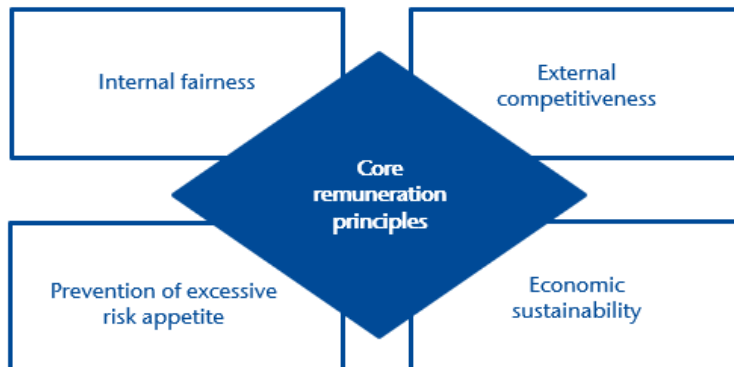 Internal fairness
External
competitiveness
Core
remuneration
principles
Prevention of excessive
risk appetite
Economic
sustainability